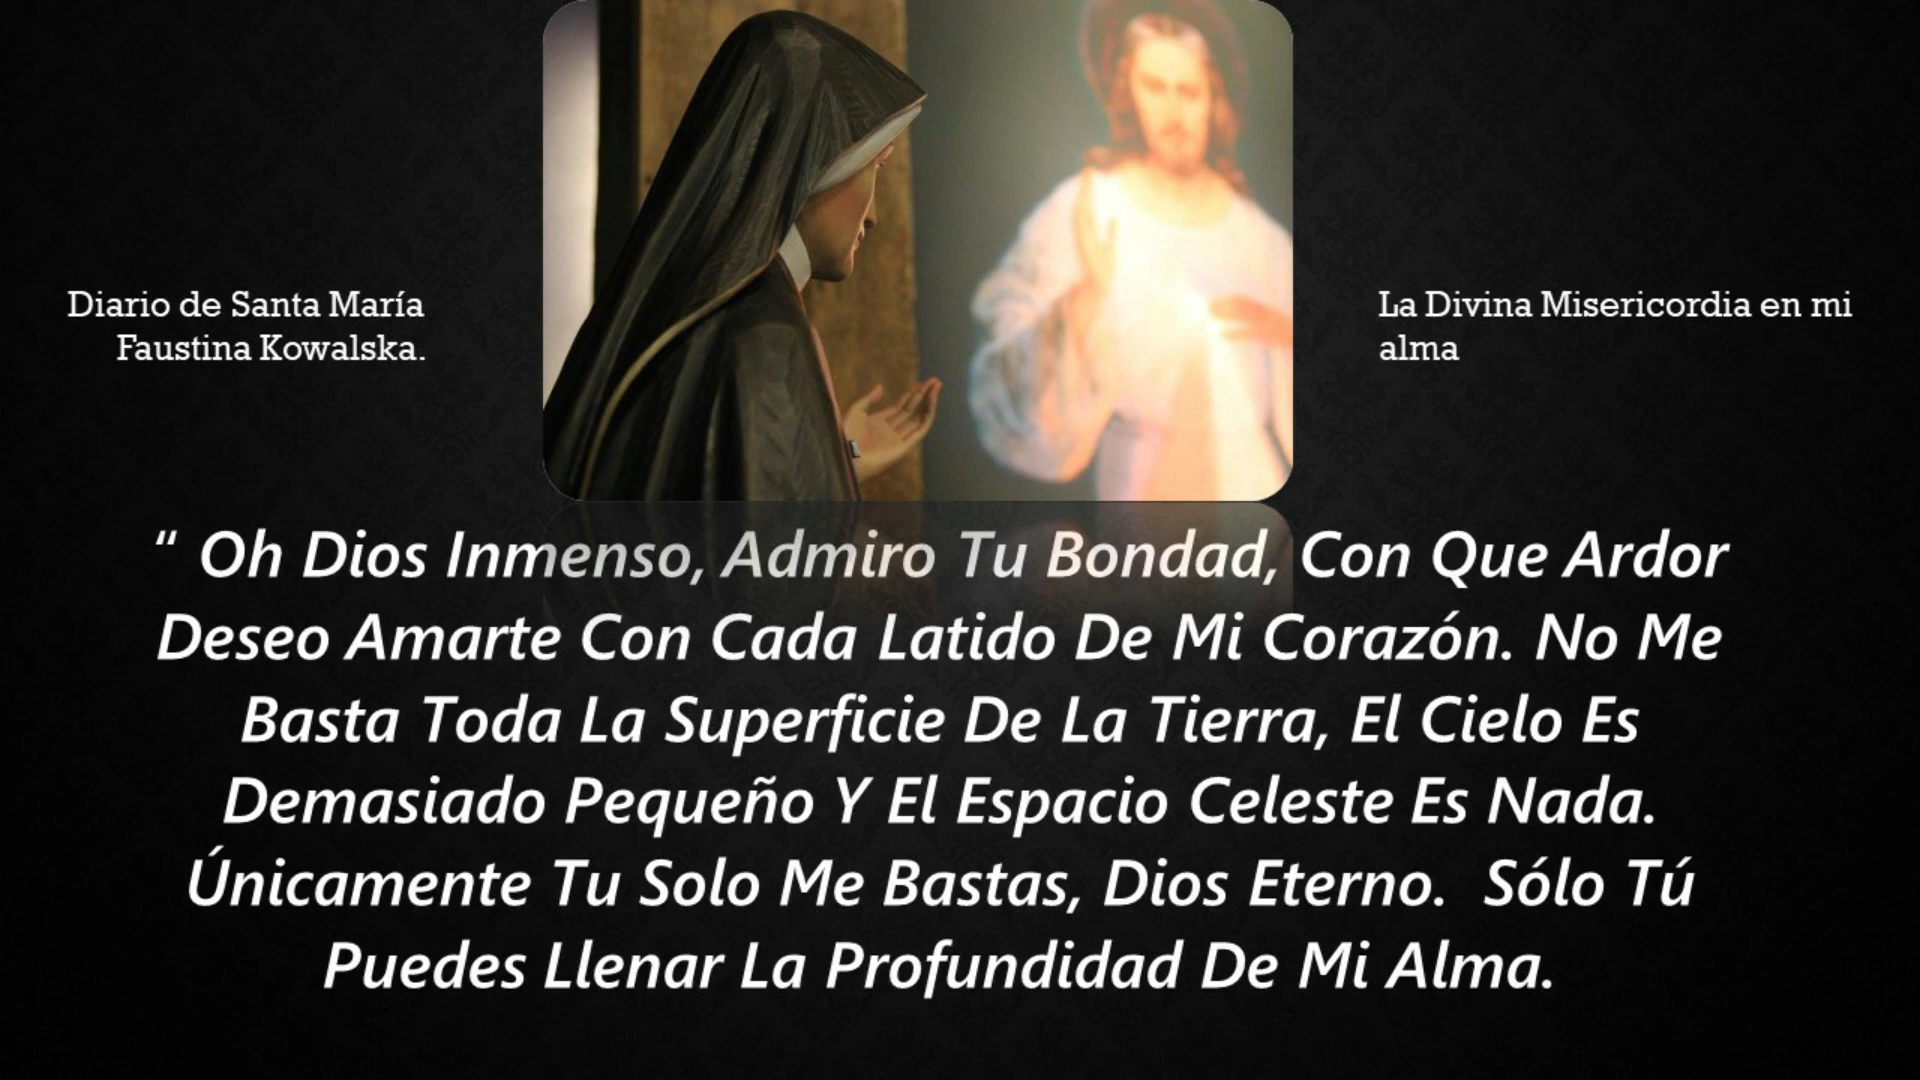 Diario de Santa María
Faustina Kowalska.
La Divina Misericordia en mi
alma
“ Oh Dios Inmenso, Admiro Tu Bondad, Con Que Ardor
Deseo Amarte Con Cada Latido De Mi Corazón. No Me
Basta Toda La Superficie De La Tierra, El Cielo Es
Demasiado Pequeño Y El Espacio Celeste Es Nada.
Únicamente Tu Solo Me Bastas, Dios Eterno.  Sólo Tú
Puedes Llenar La Profundidad De Mi Alma.